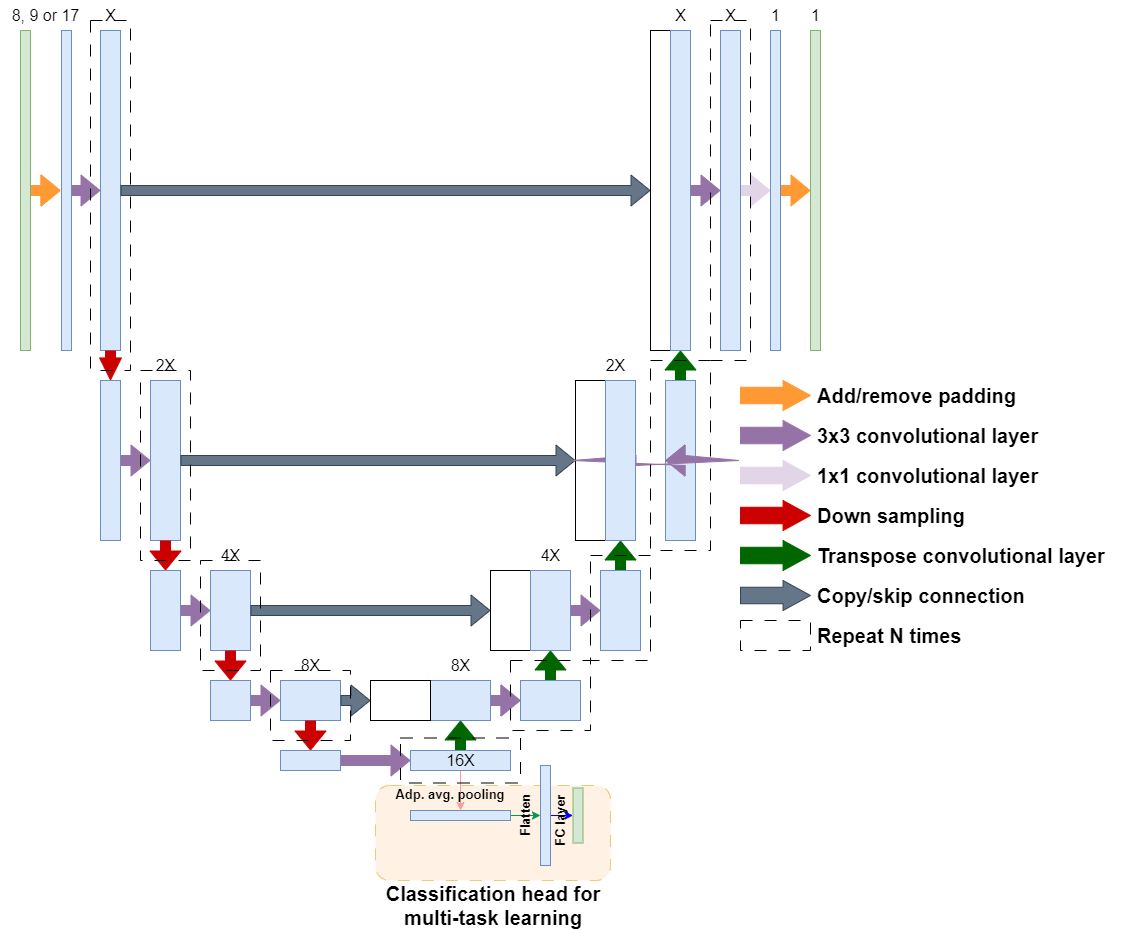 8, 9 or 17
X
X
X
1
1
2X
2X
Add/remove padding
3x3 convolutional layer
1x1 convolutional layer
Down sampling
4X
4X
Transpose convolutional layer
Copy/skip connection
Repeat N times
8X
8X
16X
Adp. avg. pooling
Flatten
FC layer
Classification head for
multi-task learning